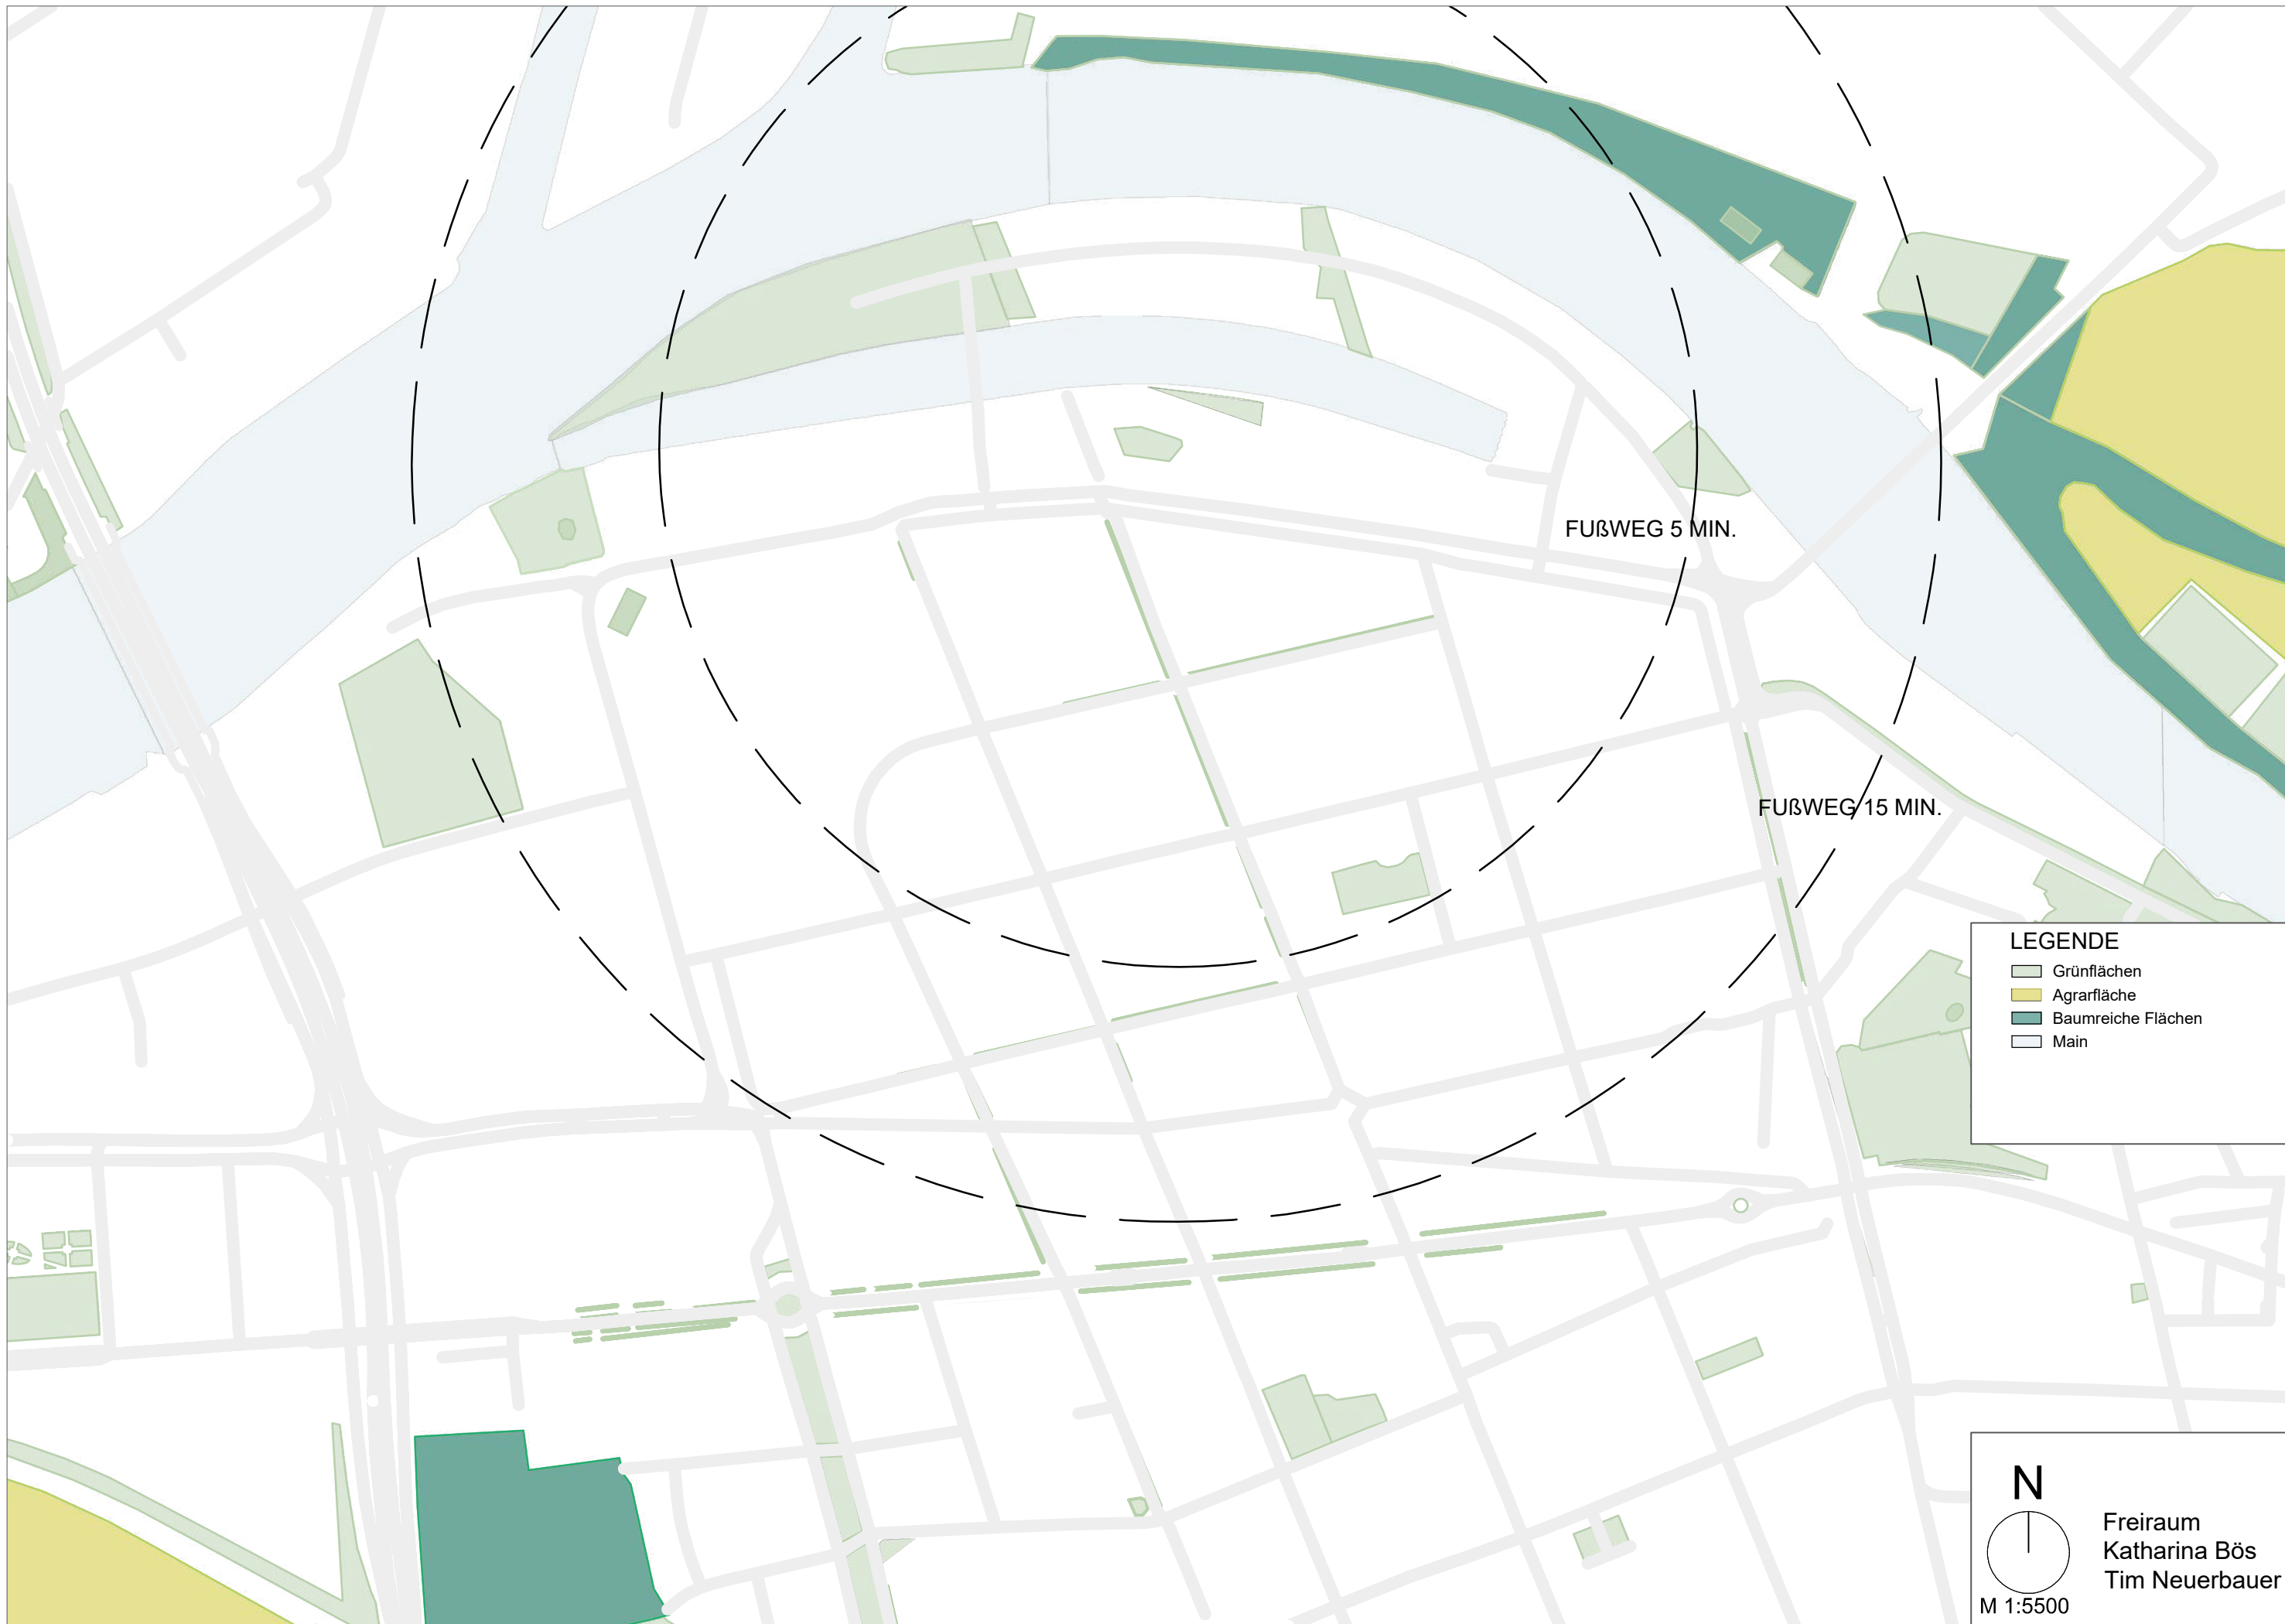 FUßWEG 5 MIN.
FUßWEG 15 MIN.
LEGENDE
Grünflächen
Agrarfläche
Baumreiche Flächen
Main
N
M 1:5500
Freiraum
Katharina Bös
Tim Neuerbauer